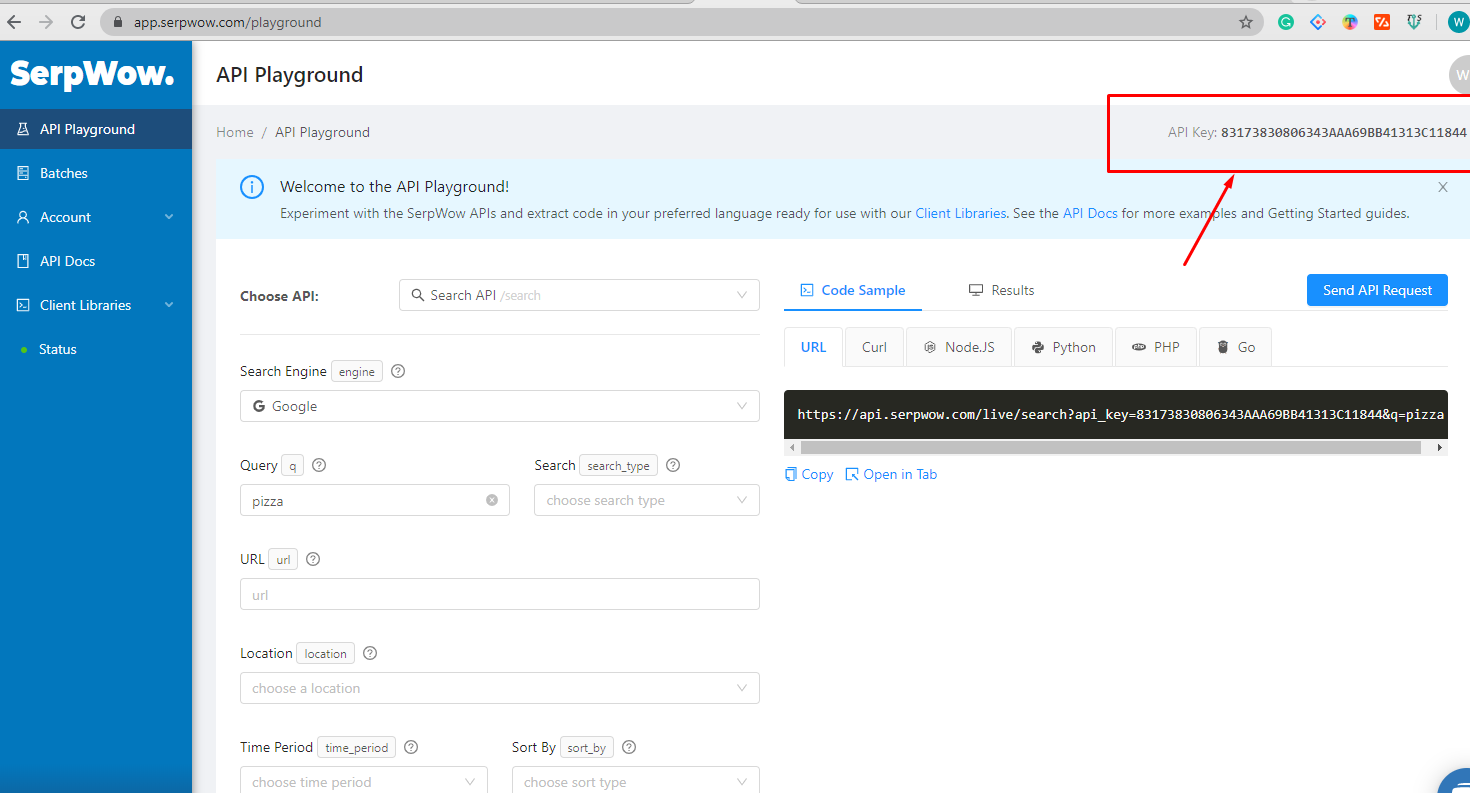 app.serpwow.com/playground
W
SerpWow.
API Playground
Batches
Account
API Docs
Client Libraries
Status
API Playground
W
Home / API Playground
API Key: 83173830806343AAA69BB41313C11844
Welcome to the API Playground!
Experiment with the SerpWow APIs and extract code in your preferred language ready for use with our Client Libraries. See the API Docs for more examples and Getting Started guides.
Choose API:
Search API /search
Search Engine engine
Google
Query q
pizza
Search search_type
choose search type
URL url
url
Location location
choose a location
Time Period time_period
choose time period
Sort By sort_by
choose sort type
Code Sample
Results
Send API Request
URL
Curl
Node.JS
Python
PHP
Go
https://api.serpwow.com/live/search?api_key=83173830806343AAA69BB41313C11844&q=pizza
Copy
Open in Tab